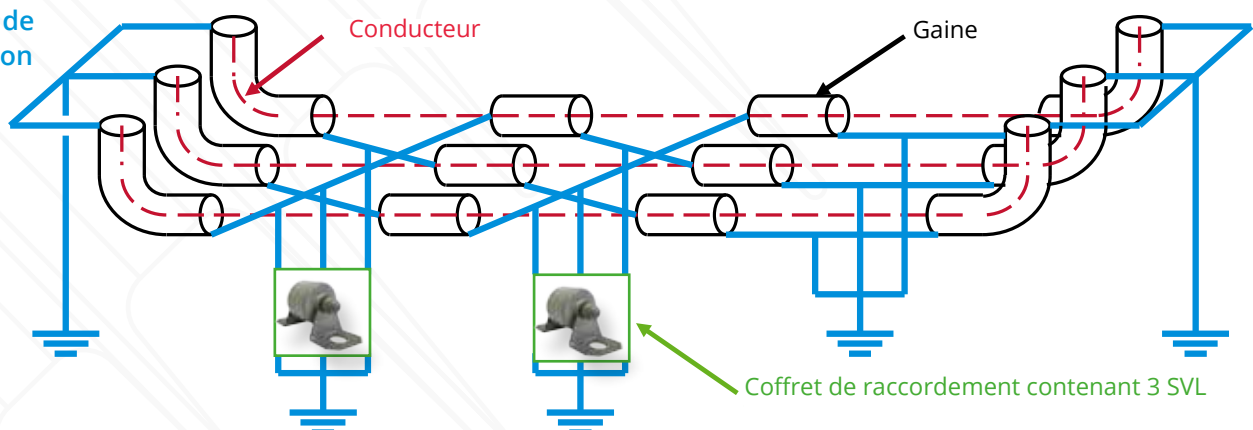 de
on
Conducteur
Gaine
Coffret de raccordement contenant 3 SVL